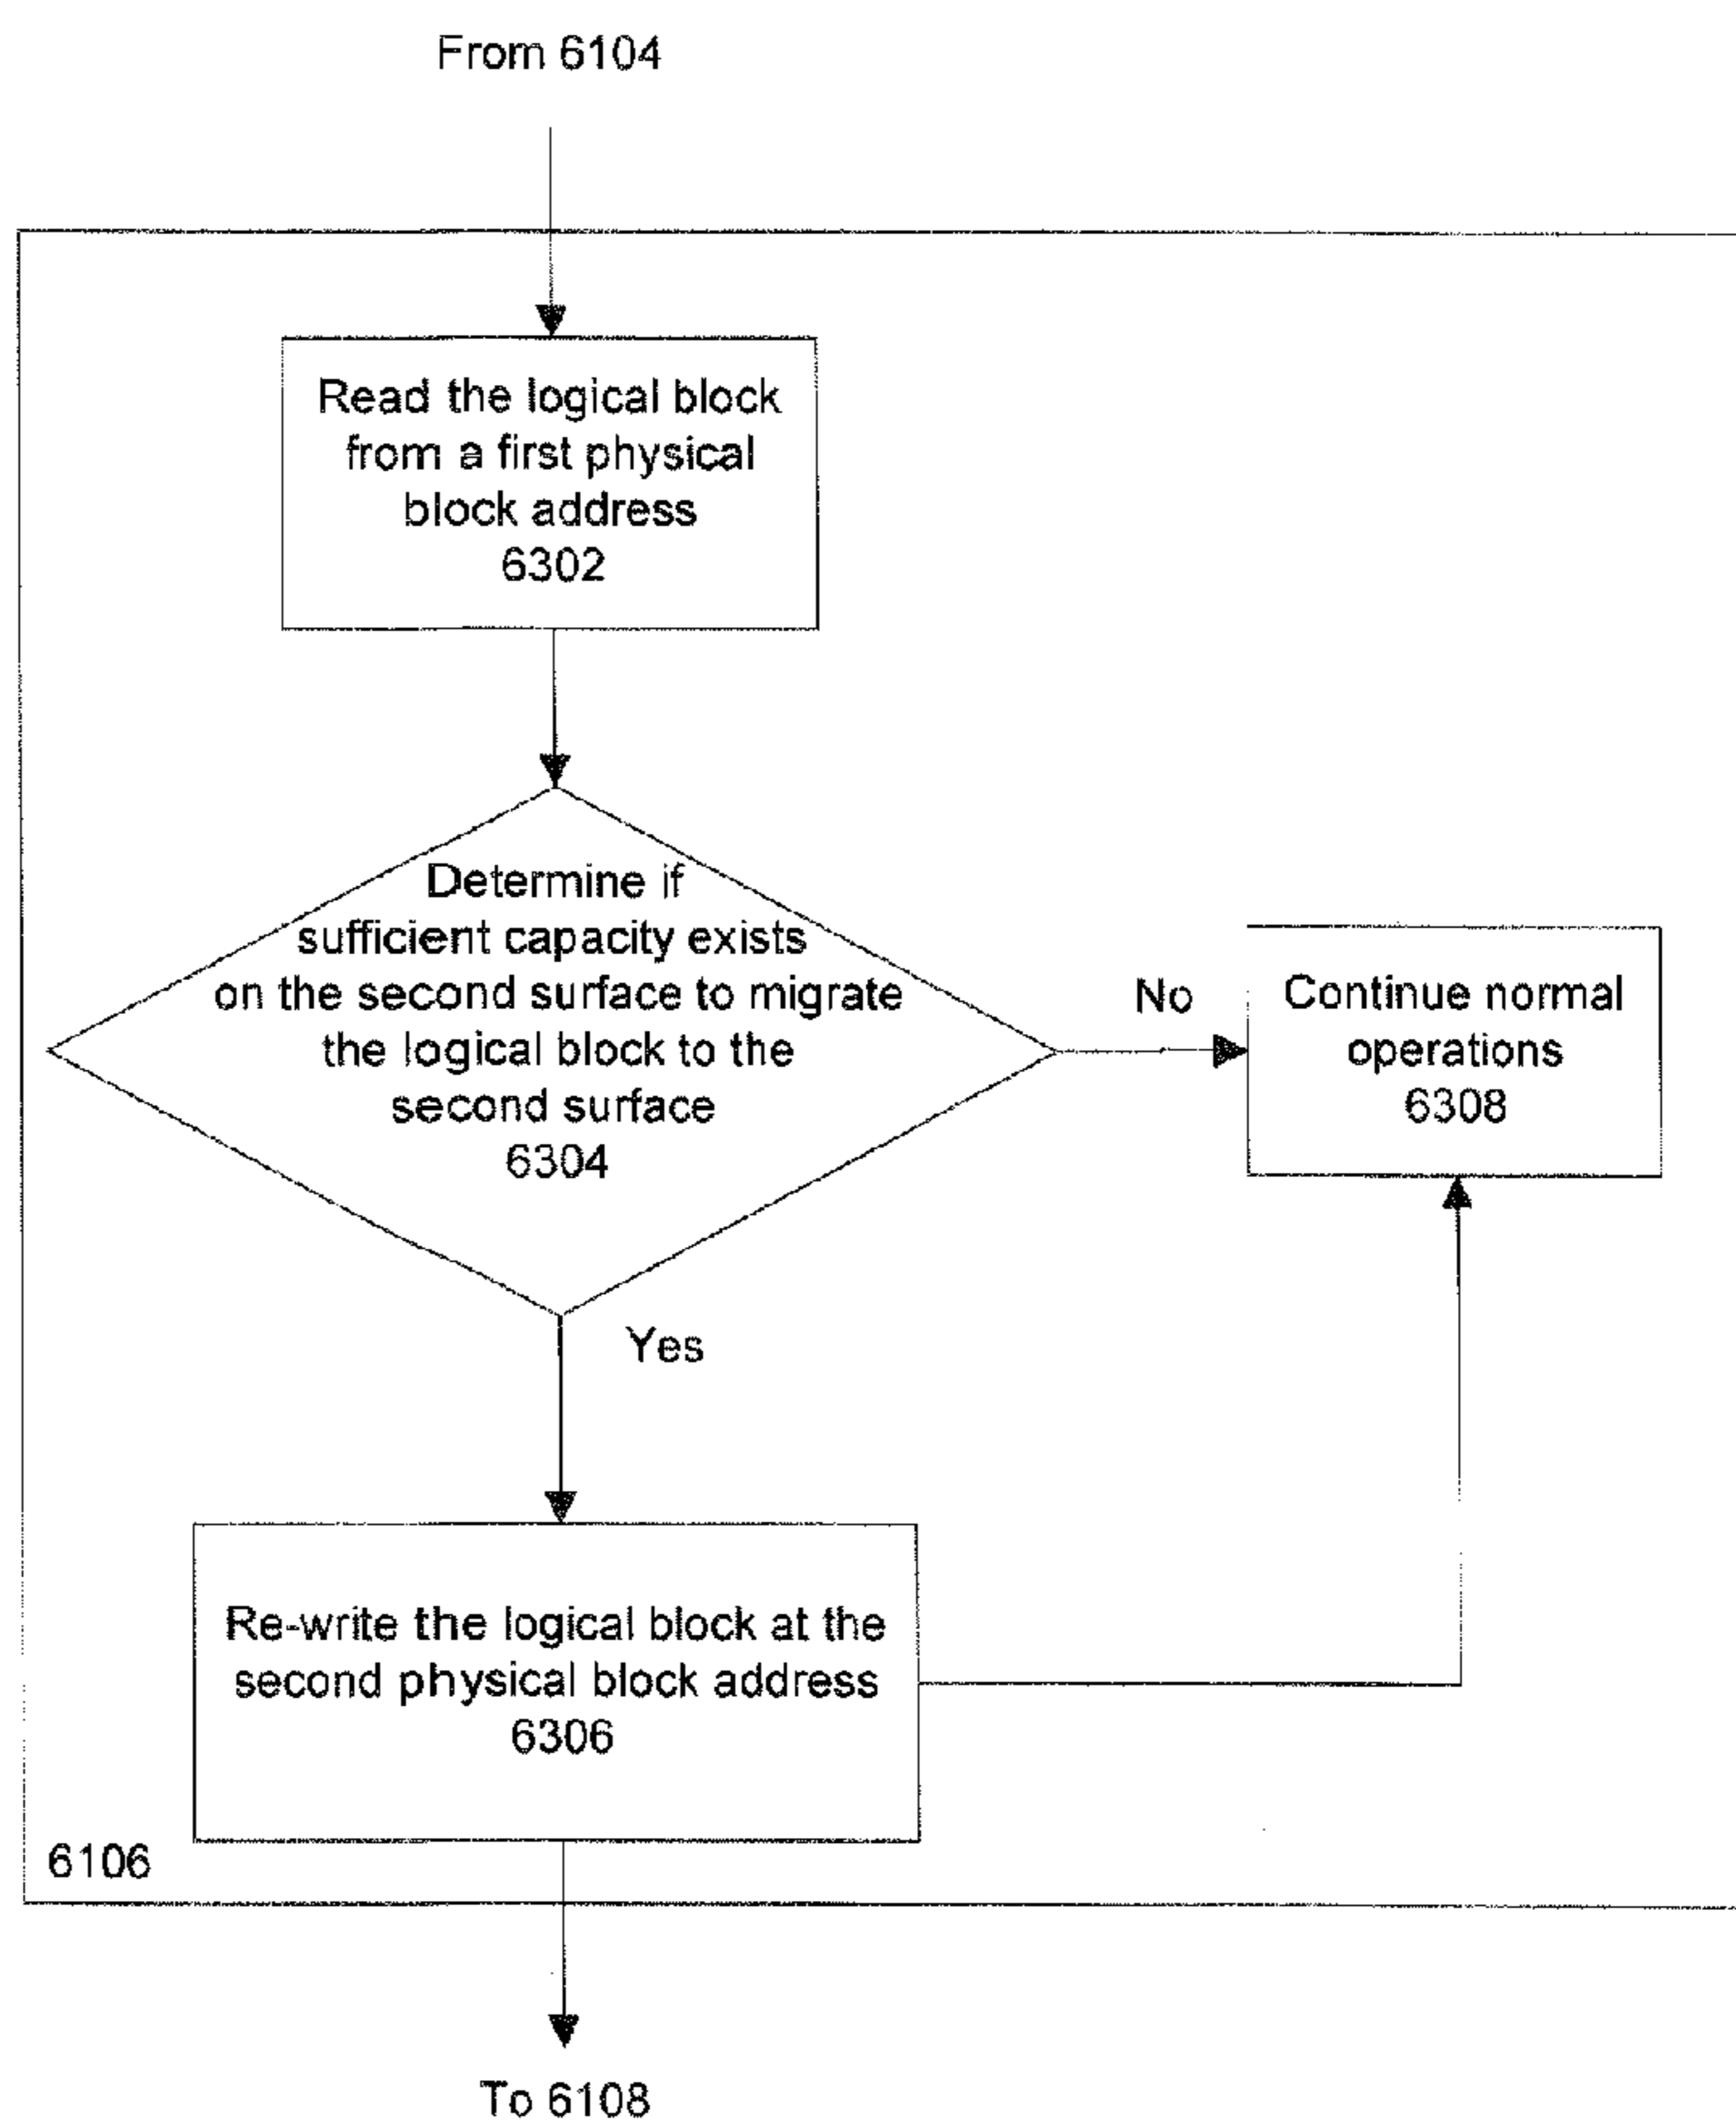 From 6104
Read the logical block
from a first physical
block address
6302
Determine if
sufficient capacity exists
on the second surface to migrate
the logical block to the
second surface
6304
No
Continue normal
operations
6308
Yes
Re-write the logical block at the
second physical block address
6306
6106
To 6108